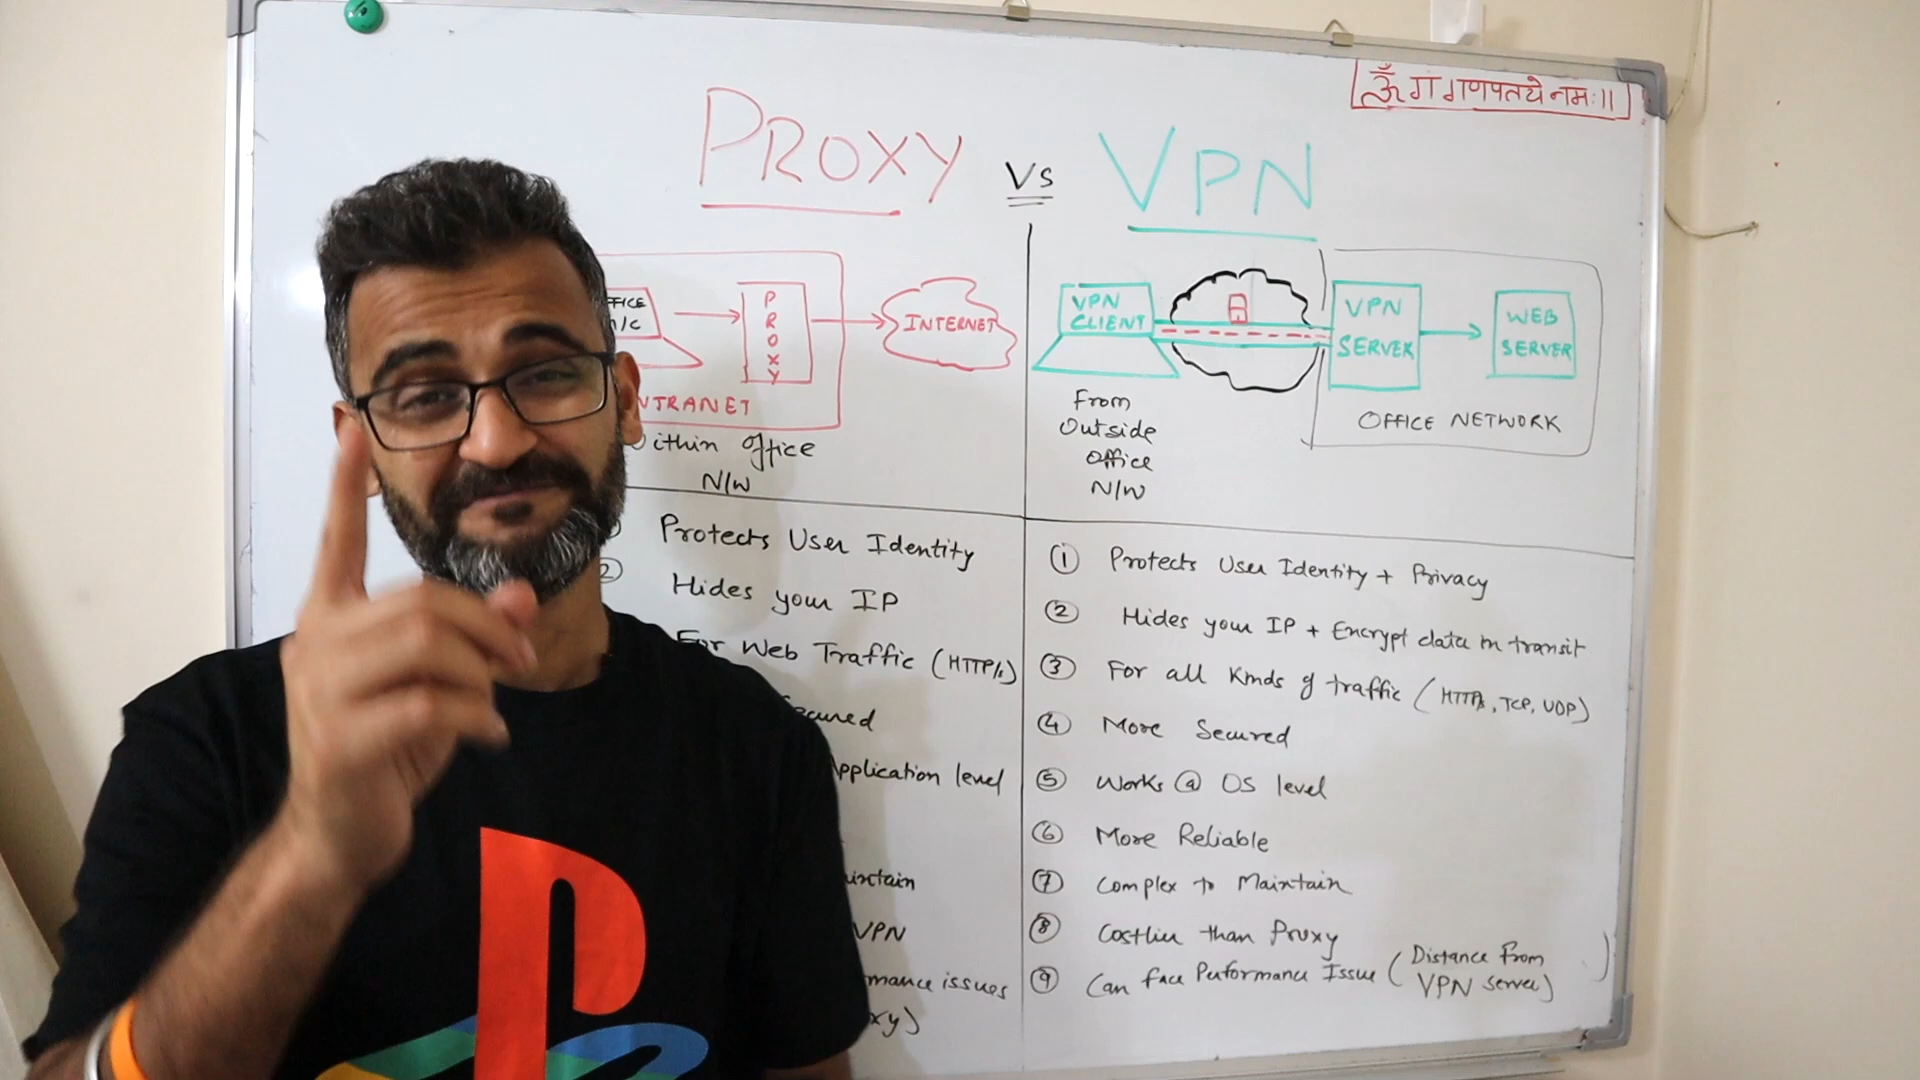 ॐ गं गणपतये नमः॥
PROXY Vs VPN
FFICE
M/C
PROXY
INTERNET
NTRANET
ithin Office
N/W
VPN
CLIENT
VPN
SERVER
WEB
SERVER
OFFICE NETWORK
From
Outside
Office
N/W
Protects User Identity
2 Hides your IP
For Web Traffic (HTTP/s)
ecured
Application level
intain
VPN
mance issues
xy)
1 Protects User Identity + Privacy
2 Hides your IP + Encrypt data in transit
3 For all Kinds of traffic (HTTP/s, TCP, UDP)
4 More Secured
5 Works @ OS level
6 More Reliable
7 Complex to Maintain
8 Costlier than Proxy
9 Can face Performance Issue (Distance From
VPN server)